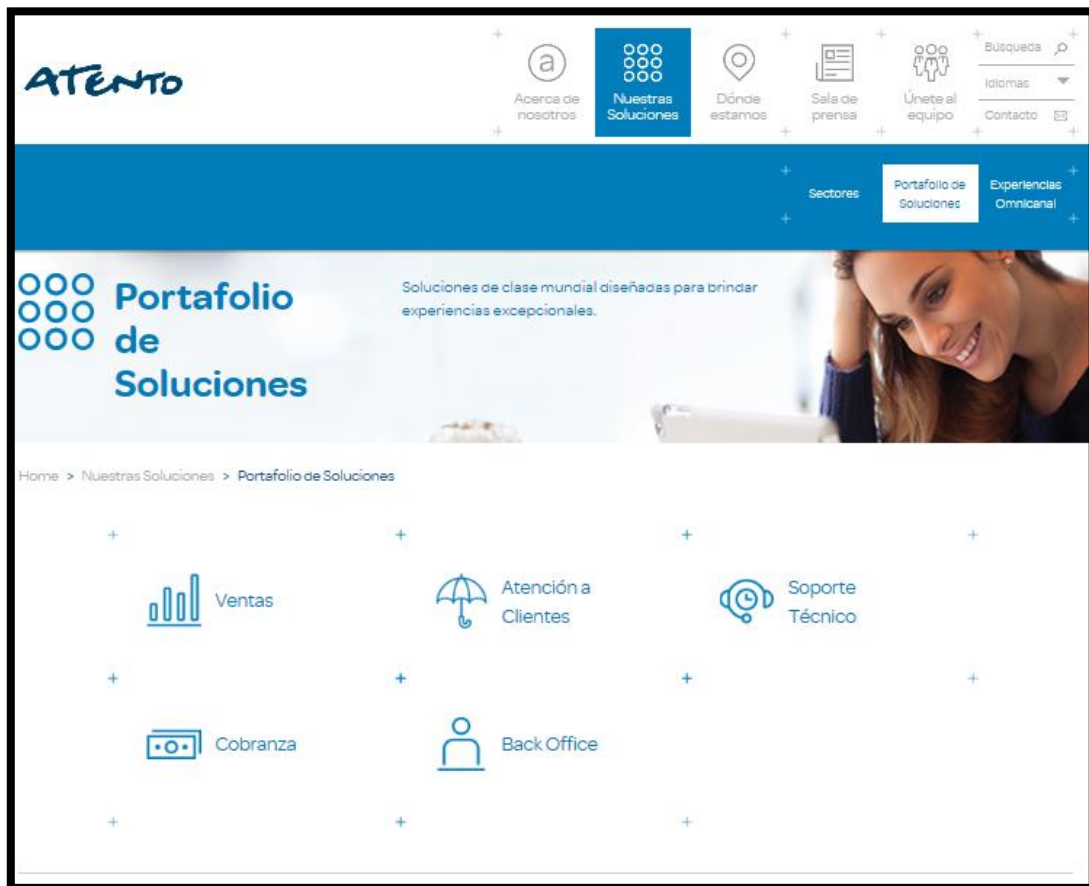 ATENTO
Acerca de
nosotros
Nuestras
Soluciones
Dónde
estamos
Sala de
prensa
Únete al
equipo
Búsqueda
Idiomas
Contacto
Sectores
Portafolio de
Soluciones
Experiencias
Omnicanal
Portafolio
de
Soluciones
Soluciones de clase mundial diseñadas para brindar
experiencias excepcionales.
Home > Nuestras Soluciones > Portafolio de Soluciones
Ventas
Atención a
Clientes
Soporte
Técnico
Cobranza
Back Office